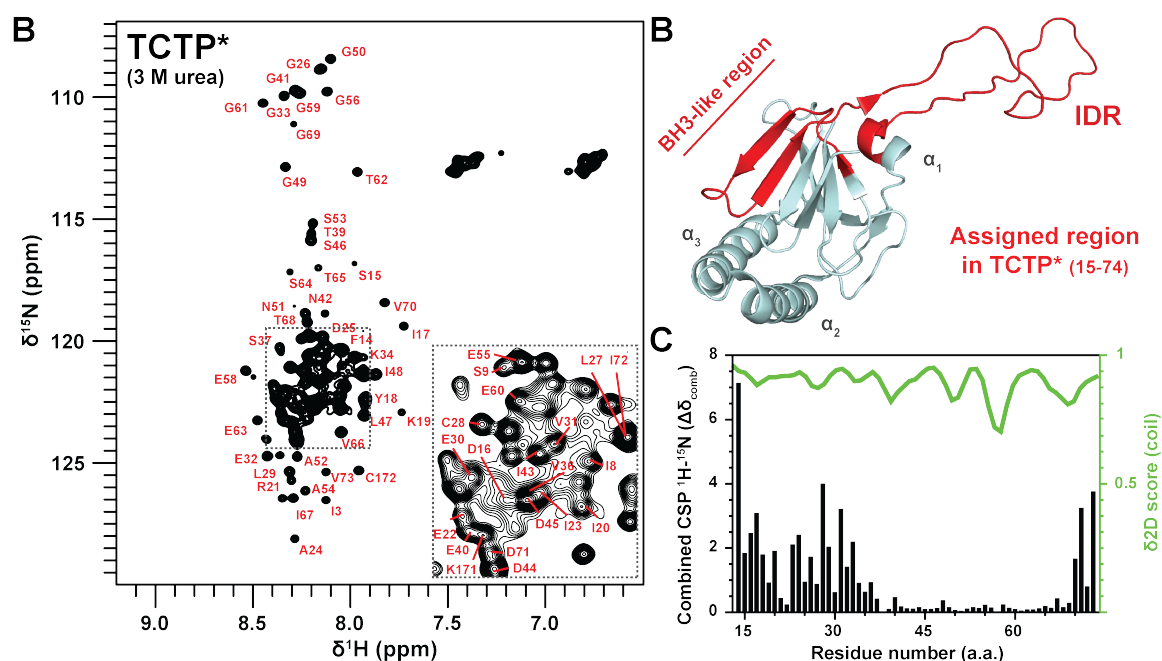 B
TCTP*
(3 M urea)
G50
G26
G41
G61
G33
G59
G56
G69
G49
T62
S53
T39
S46
S15
T65
S64
N42
N51
V70
T68
D25
I17
S37
F14
K34
I48
E58
Y18
K19
L47
E63
V66
E32
A52
L29
V73
C172
R21
A54
I67
I3
A24
E55
L27
I72
S9
E60
C28
V31
E30
D16
V36
I43
I8
D45
I23
I20
E22
E40
D71
K171
D44
110
115
120
125
δ15N (ppm)
9.0
8.0
7.0
δ1H (ppm)
B
BH3-like region
IDR
α1
α3
α2
Assigned region
in TCTP* (15-74)
C
8
7
6
5
4
3
2
1
0
Combined CSP 1H-15N (Δδcomb)
1
0.5
0
δ2D score (coil)
15
30
45
60
Residue number (a.a.)